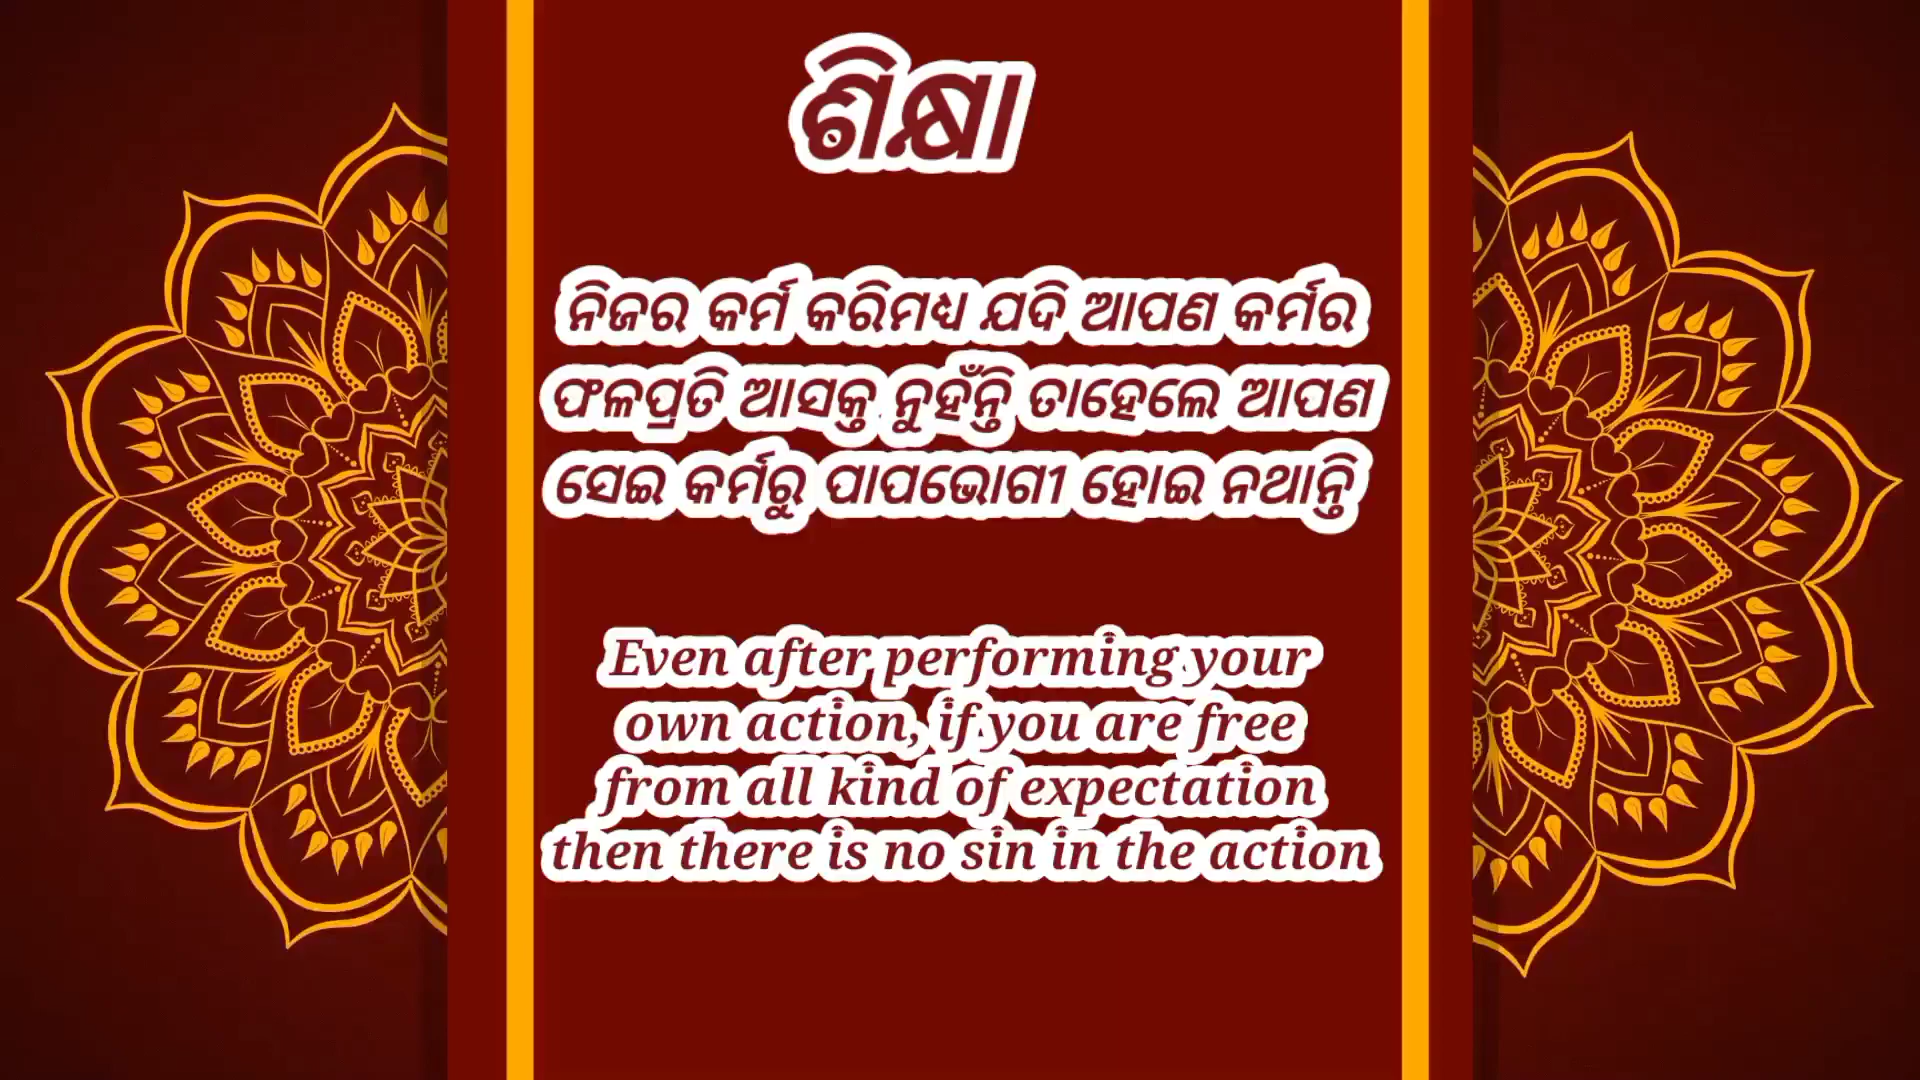 ଶିକ୍ଷା
ନିଜର କର୍ମ କରିମଧ୍ୟ ଯଦି ଆପଣ କର୍ମର
ଫଳପ୍ରତି ଆସକ୍ତ ନୁହଁନ୍ତି ତାହେଲେ ଆପଣ
ସେଇ କର୍ମରୁ ପାପଭୋଗୀ ହୋଇ ନଥାନ୍ତି
Even after performing your
own action, if you are free
from all kind of expectation
then there is no sin in the action